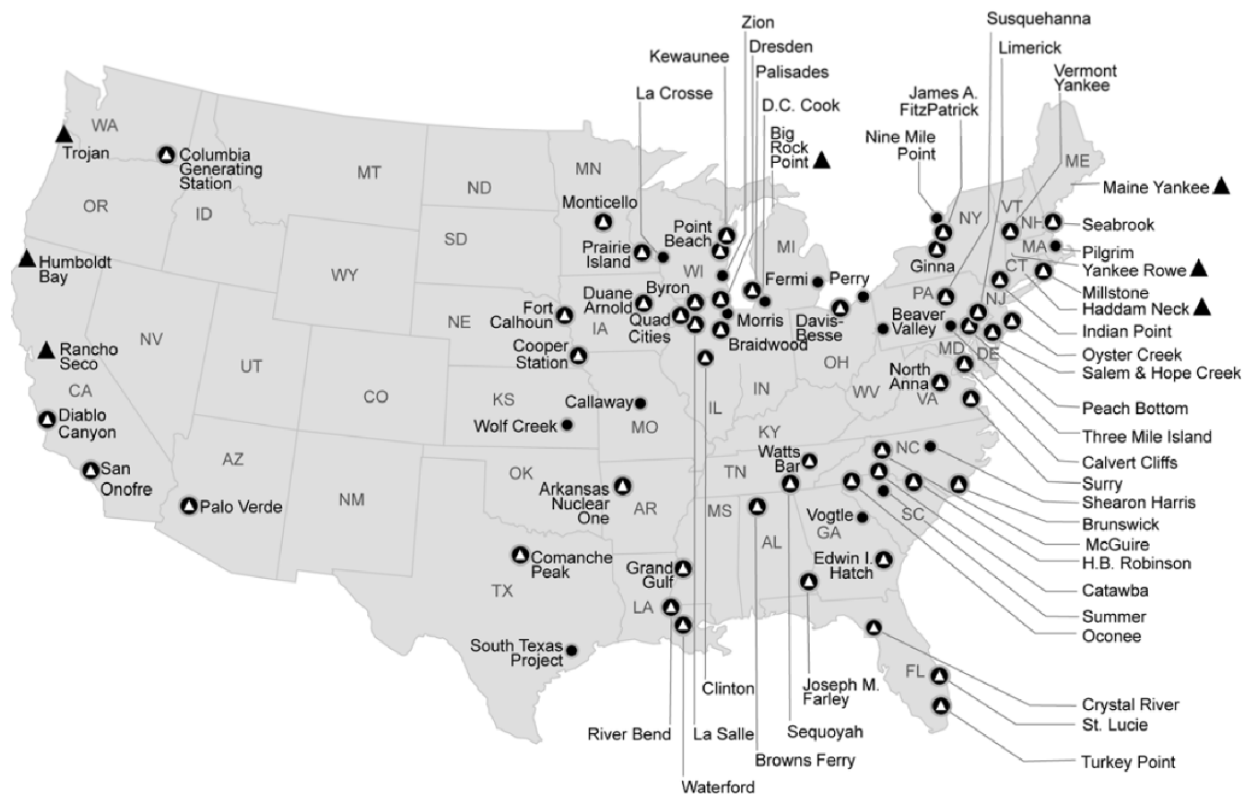 Susquehanna
Zion
Limerick
Dresden
Kewaunee
Vermont
Yankee
Palisades
La Crosse
James A.
FitzPatrick
D.C. Cook
Big
Rock
Point
Nine Mile
Point
WA
Trojan
Columbia
Generating
Station
MT
ND
MN
ME
Maine Yankee
OR
ID
Monticello
SD
Prairie
Island
Point
Beach
WI
MI
NY
VT
NH
Seabrook
MA
Pilgrim
Ginna
Yankee Rowe
CT
Humboldt
Bay
WY
Fermi
Perry
Millstone
Byron
Duane
Arnold
PA
NJ
Haddam Neck
Fort
Calhoun
IA
Quad
Cities
Morris
Davis-
Besse
Beaver
Valley
Indian Point
NE
NV
Braidwood
Oyster Creek
Rancho
Seco
Cooper
Station
OH
MD
DE
Salem & Hope Creek
UT
CA
CO
KS
IN
IL
North
Anna
WV
VA
Callaway
Peach Bottom
Diablo
Canyon
Wolf Creek
MO
KY
Three Mile Island
NC
AZ
OK
TN
Watts
Bar
Calvert Cliffs
San
Onofre
Surry
Arkansas
Nuclear
One
NM
Palo Verde
AR
MS
Shearon Harris
AL
Vogtle
GA
SC
Brunswick
McGuire
Comanche
Peak
Grand
Gulf
Edwin I.
Hatch
H.B. Robinson
TX
Catawba
LA
Summer
Oconee
South Texas
Project
FL
Clinton
Joseph M.
Farley
Crystal River
St. Lucie
River Bend
La Salle
Sequoyah
Browns Ferry
Turkey Point
Waterford